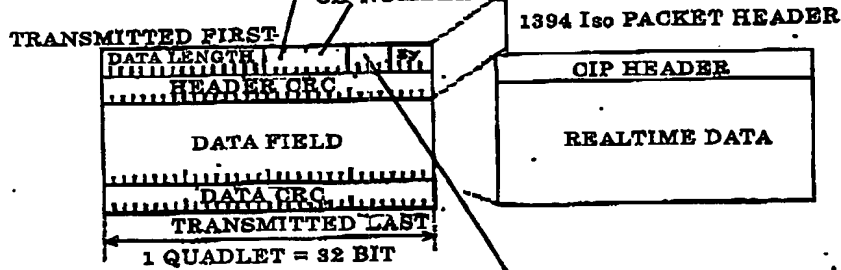 1394 Iso PACKET HEADER
TRANSMITTED FIRST
DATA LENGTH Sy
HEADER CRC
DATA FIELD
DATA CRC
TRANSMITTED LAST
1 QUADLET = 32 BIT
CIP HEADER
REALTIME DATA